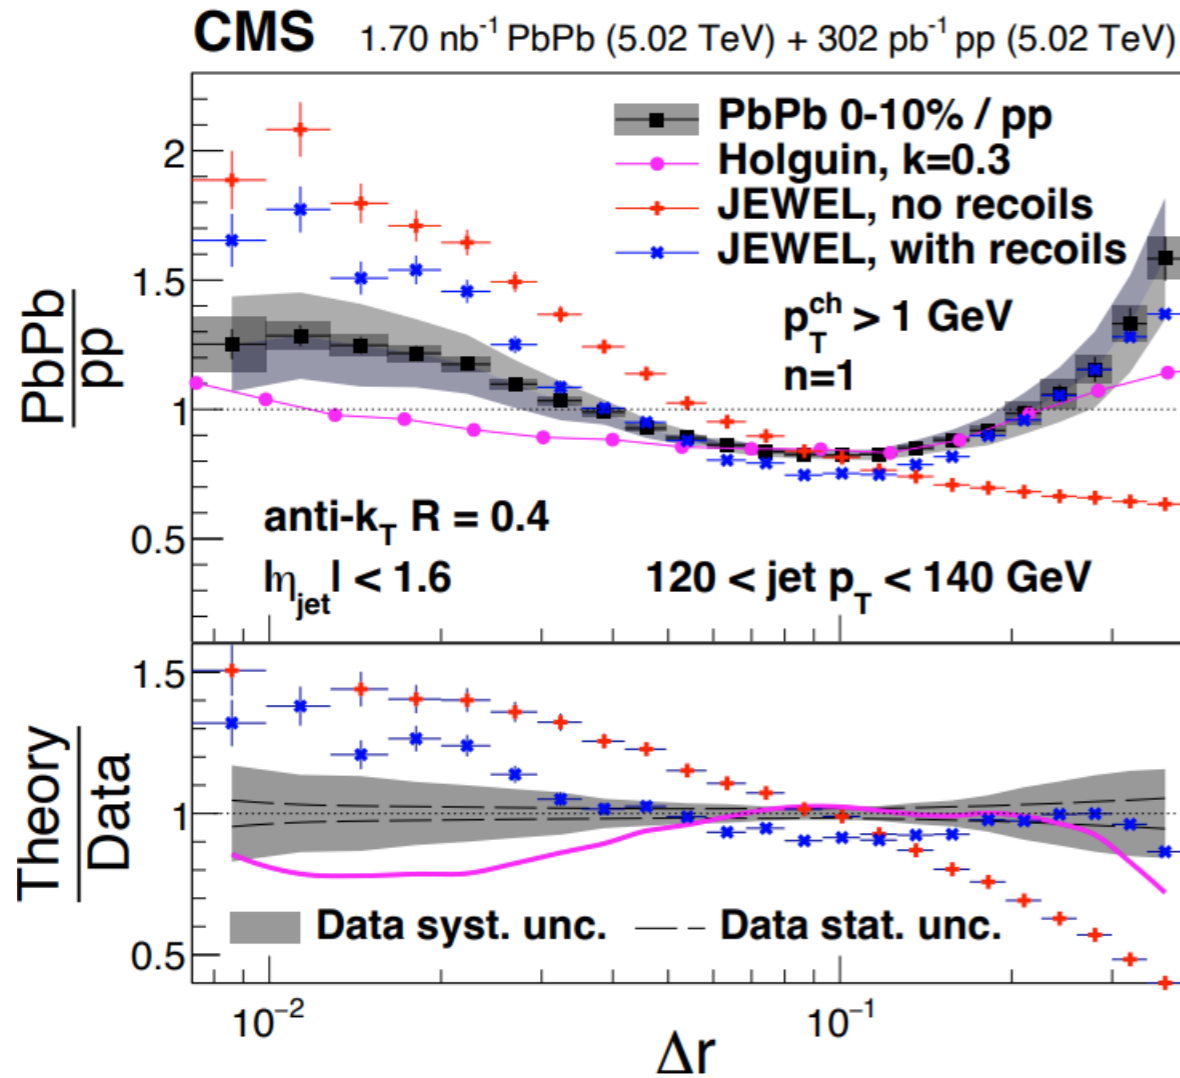 CMS 1.70 nb⁻¹ PbPb (5.02 TeV) + 302 pb⁻¹ pp (5.02 TeV)
PbPb 0-10% / pp
Holguin, k=0.3
JEWEL, no recoils
JEWEL, with recoils
p_T^ch > 1 GeV
n=1
anti-k_T R = 0.4
|η_jet| < 1.6
120 < jet p_T < 140 GeV
2
1.5
1
0.5
PbPb
pp
1.5
1
0.5
Theory
Data
Data syst. unc.
Data stat. unc.
10⁻²
10⁻¹
Δr